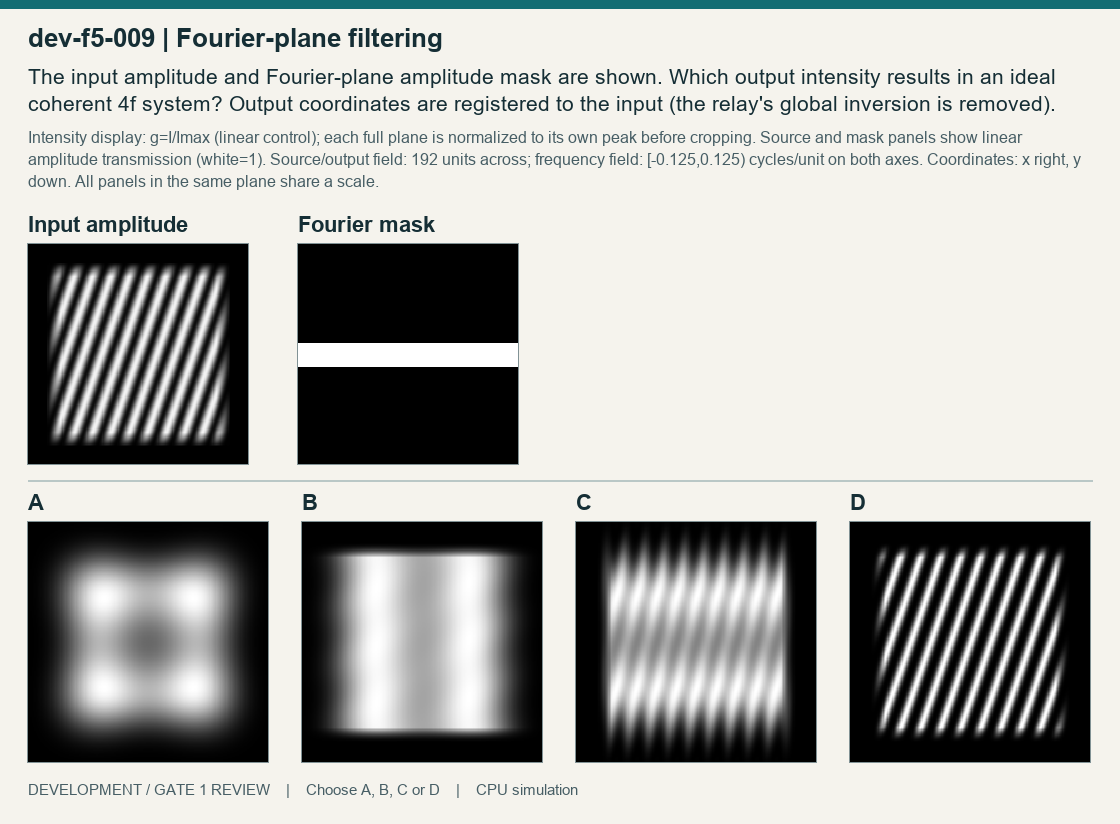 dev-f5-009 | Fourier-plane filtering
The input amplitude and Fourier-plane amplitude mask are shown. Which output intensity results in an ideal
coherent 4f system? Output coordinates are registered to the input (the relay's global inversion is removed).
Intensity display: g=I/Imax (linear control); each full plane is normalized to its own peak before cropping. Source and mask panels show linear
amplitude transmission (white=1). Source/output field: 192 units across; frequency field: [-0.125,0.125) cycles/unit on both axes. Coordinates: x right, y
down. All panels in the same plane share a scale.
Input amplitude
Fourier mask
A
B
C
D
DEVELOPMENT / GATE 1 REVIEW | Choose A, B, C or D | CPU simulation